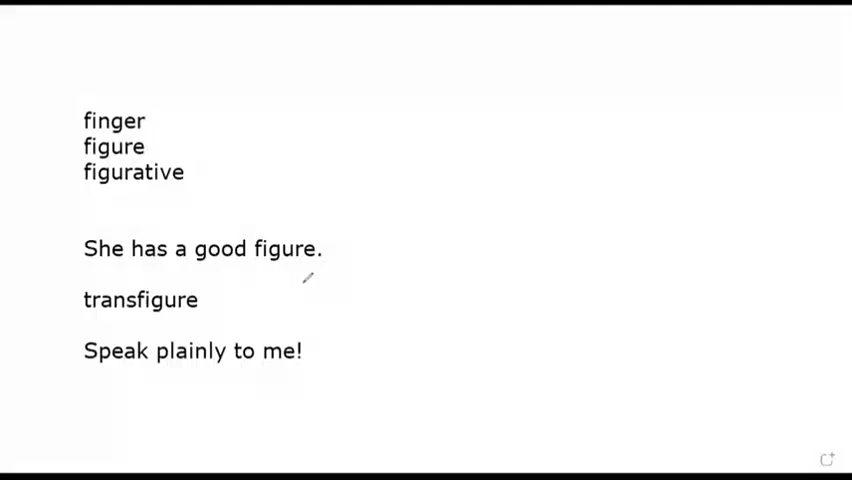 finger
figure
figurative
She has a good figure.
transfigure
Speak plainly to me!